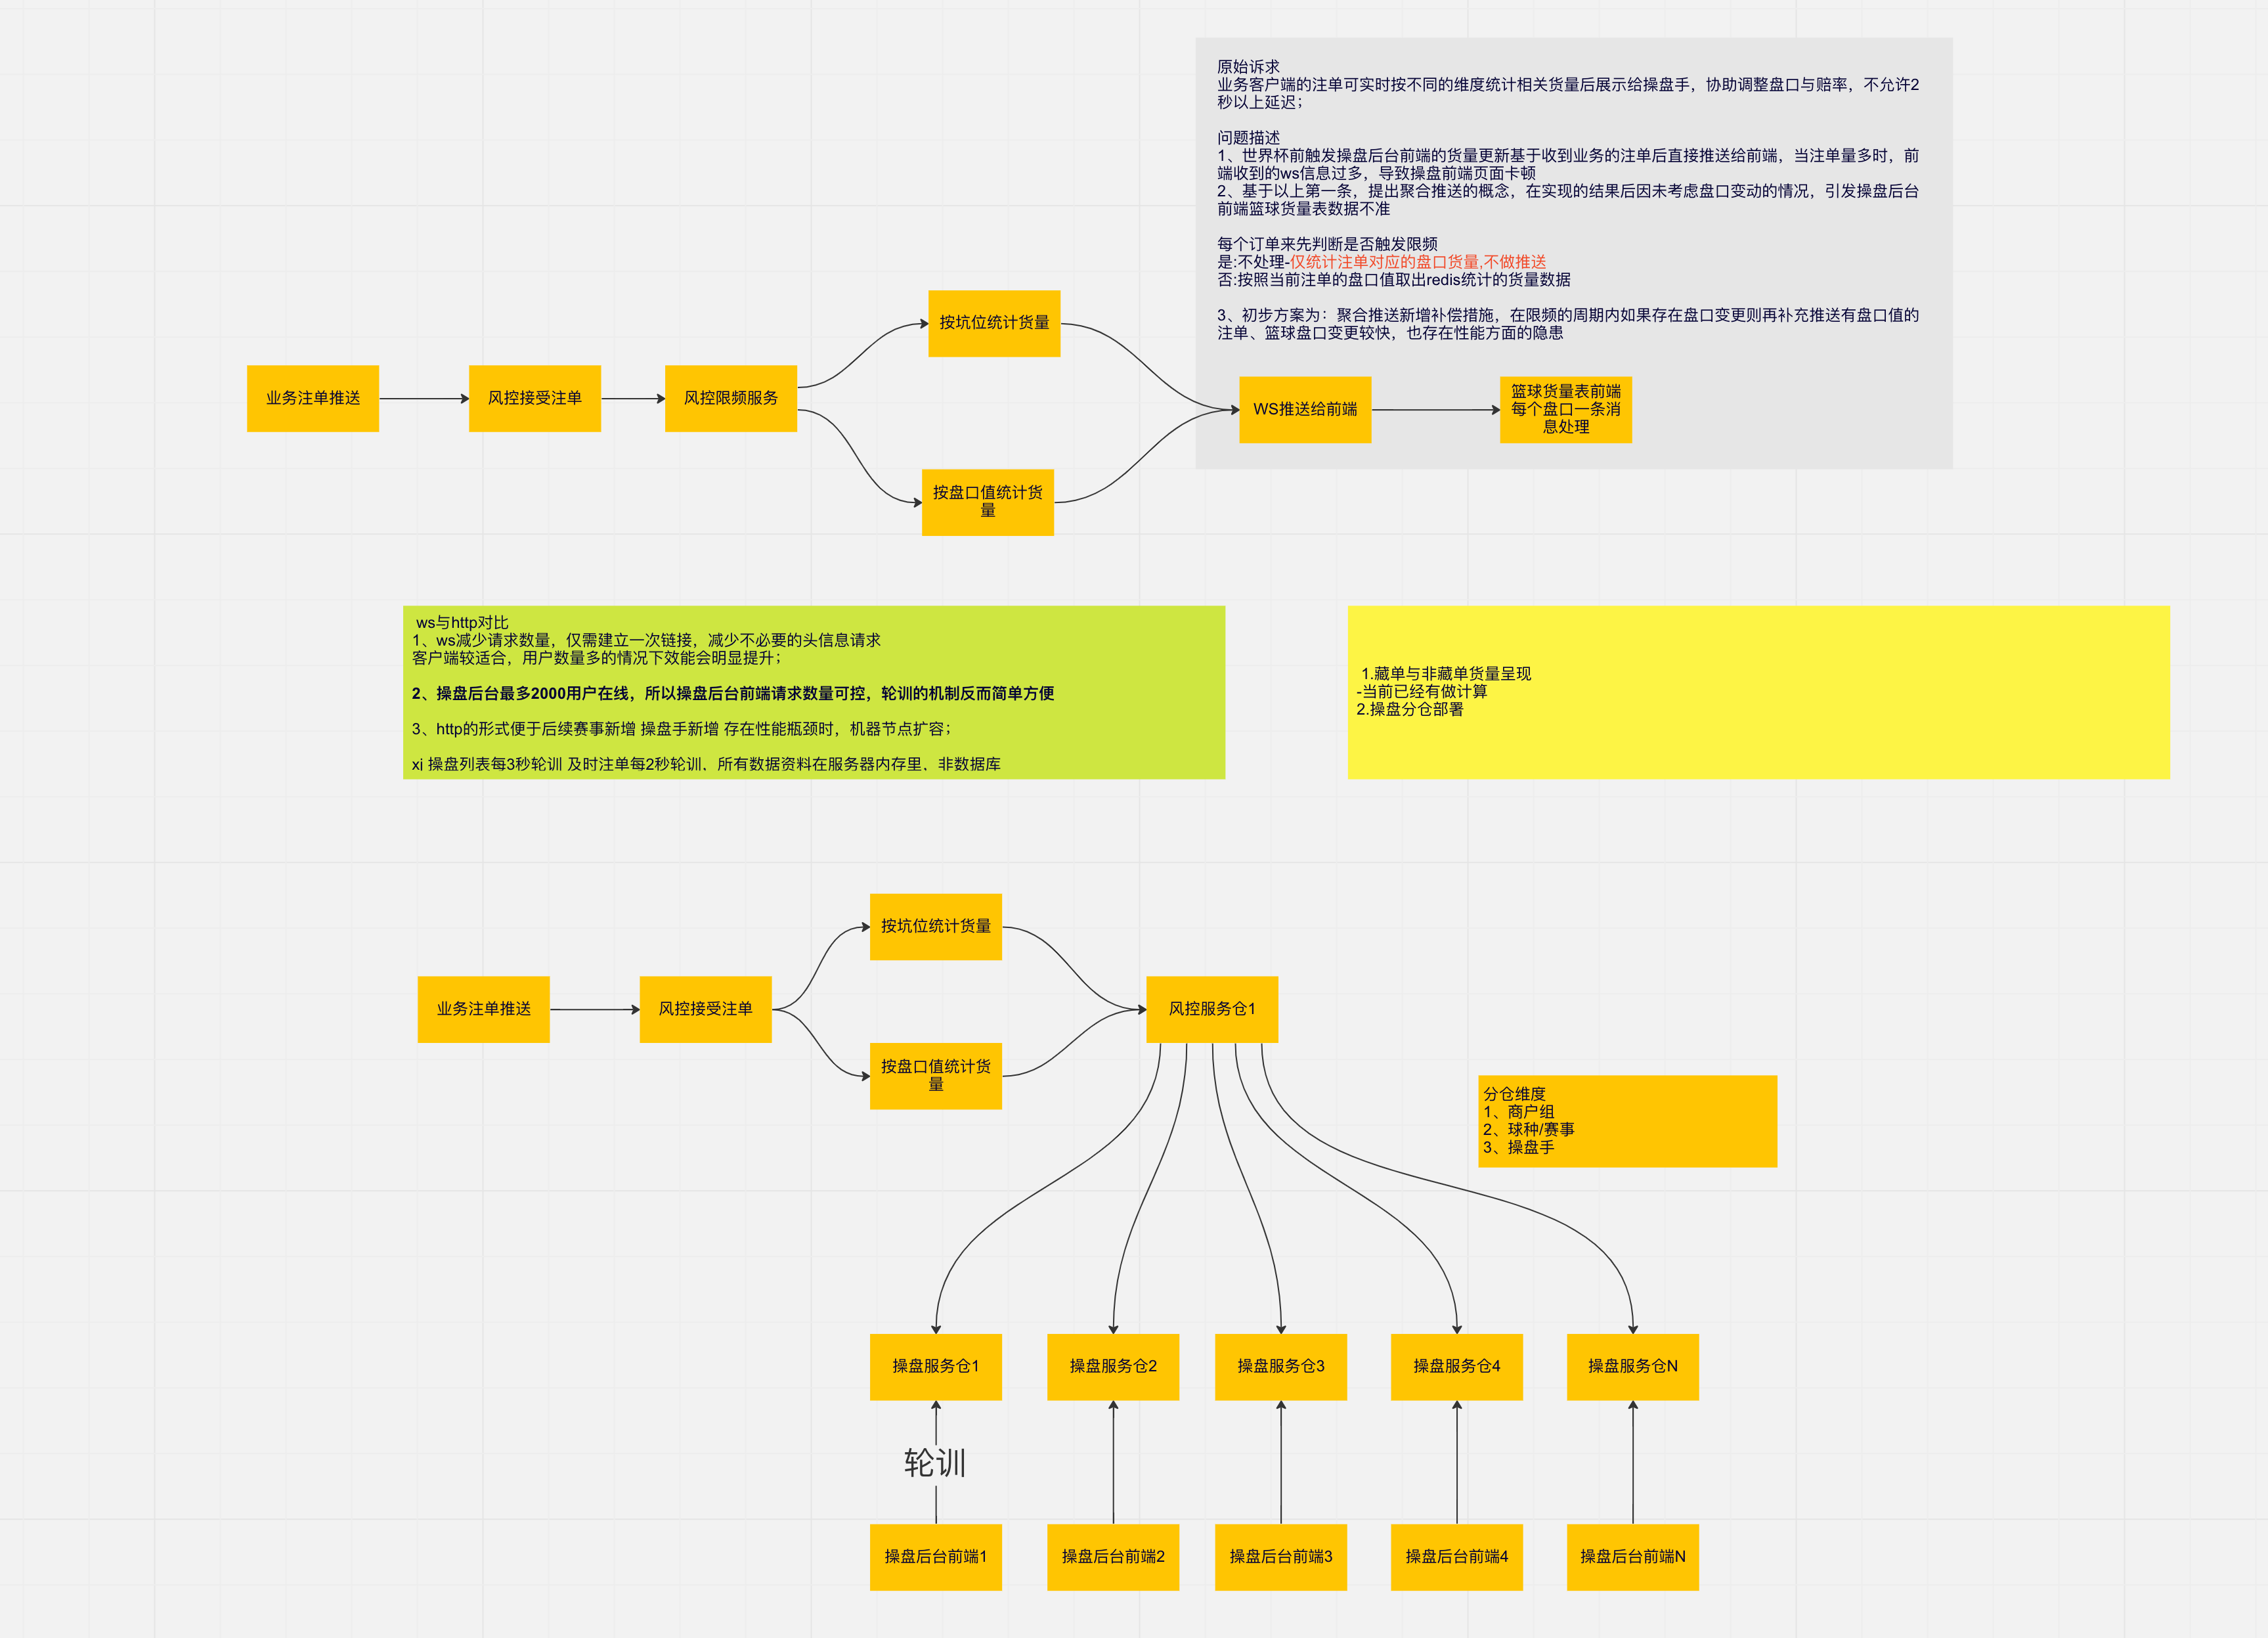 原始诉求
业务客户端的注单可实时按不同的维度统计相关货量后展示给操盘手，协助调整盘口与赔率，不允许2
秒以上延迟；
问题描述
1、世界杯前触发操盘后台前端的货量更新基于收到业务的注单后直接推送给前端，当注单量多时，前
端收到的ws信息过多，导致操盘前端页面卡顿
2、基于以上第一条，提出聚合推送的概念，在实现的结果后因未考虑盘口变动的情况，引发操盘后台
前端篮球货量表数据不准
每个订单来先判断是否触发限频
是:不处理-仅统计注单对应的盘口货量,不做推送
否:按照当前注单的盘口值取出redis统计的货量数据
3、初步方案为：聚合推送新增补偿措施，在限频的周期内如果存在盘口变更则再补充推送有盘口值的
注单、篮球盘口变更较快，也存在性能方面的隐患
业务注单推送
风控接受注单
风控限频服务
按坑位统计货量
按盘口值统计货
量
WS推送给前端
篮球货量表前端
每个盘口一条消
息处理
ws与http对比
1、ws减少请求数量，仅需建立一次链接，减少不必要的头信息请求
客户端较适合，用户数量多的情况下效能会明显提升；
2、操盘后台最多2000用户在线，所以操盘后台前端请求数量可控，轮训的机制反而简单方便
3、http的形式便于后续赛事新增 操盘手新增 存在性能瓶颈时，机器节点扩容；
xj 操盘列表每3秒轮训 及时注单每2秒轮训，所有数据资料在服务器内存里，非数据库
1.藏单与非藏单货量呈现
-当前已经有做计算
2.操盘分仓部署
业务注单推送
风控接受注单
按坑位统计货量
按盘口值统计货
量
风控服务仓1
分仓维度
1、商户组
2、球种/赛事
3、操盘手
操盘服务仓1
操盘服务仓2
操盘服务仓3
操盘服务仓4
操盘服务仓N
轮训
操盘后台前端1
操盘后台前端2
操盘后台前端3
操盘后台前端4
操盘后台前端N